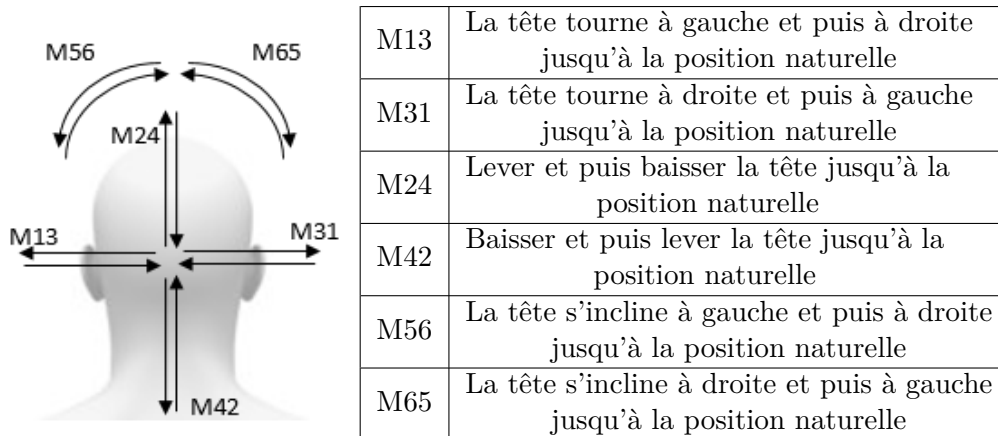 M56
M65
M24
M13
M31
M42
M13
La tête tourne à gauche et puis à droite
jusqu'à la position naturelle
M31
La tête tourne à droite et puis à gauche
jusqu'à la position naturelle
M24
Lever et puis baisser la tête jusqu'à la
position naturelle
M42
Baisser et puis lever la tête jusqu'à la
position naturelle
M56
La tête s'incline à gauche et puis à droite
jusqu'à la position naturelle
M65
La tête s'incline à droite et puis à gauche
jusqu'à la position naturelle